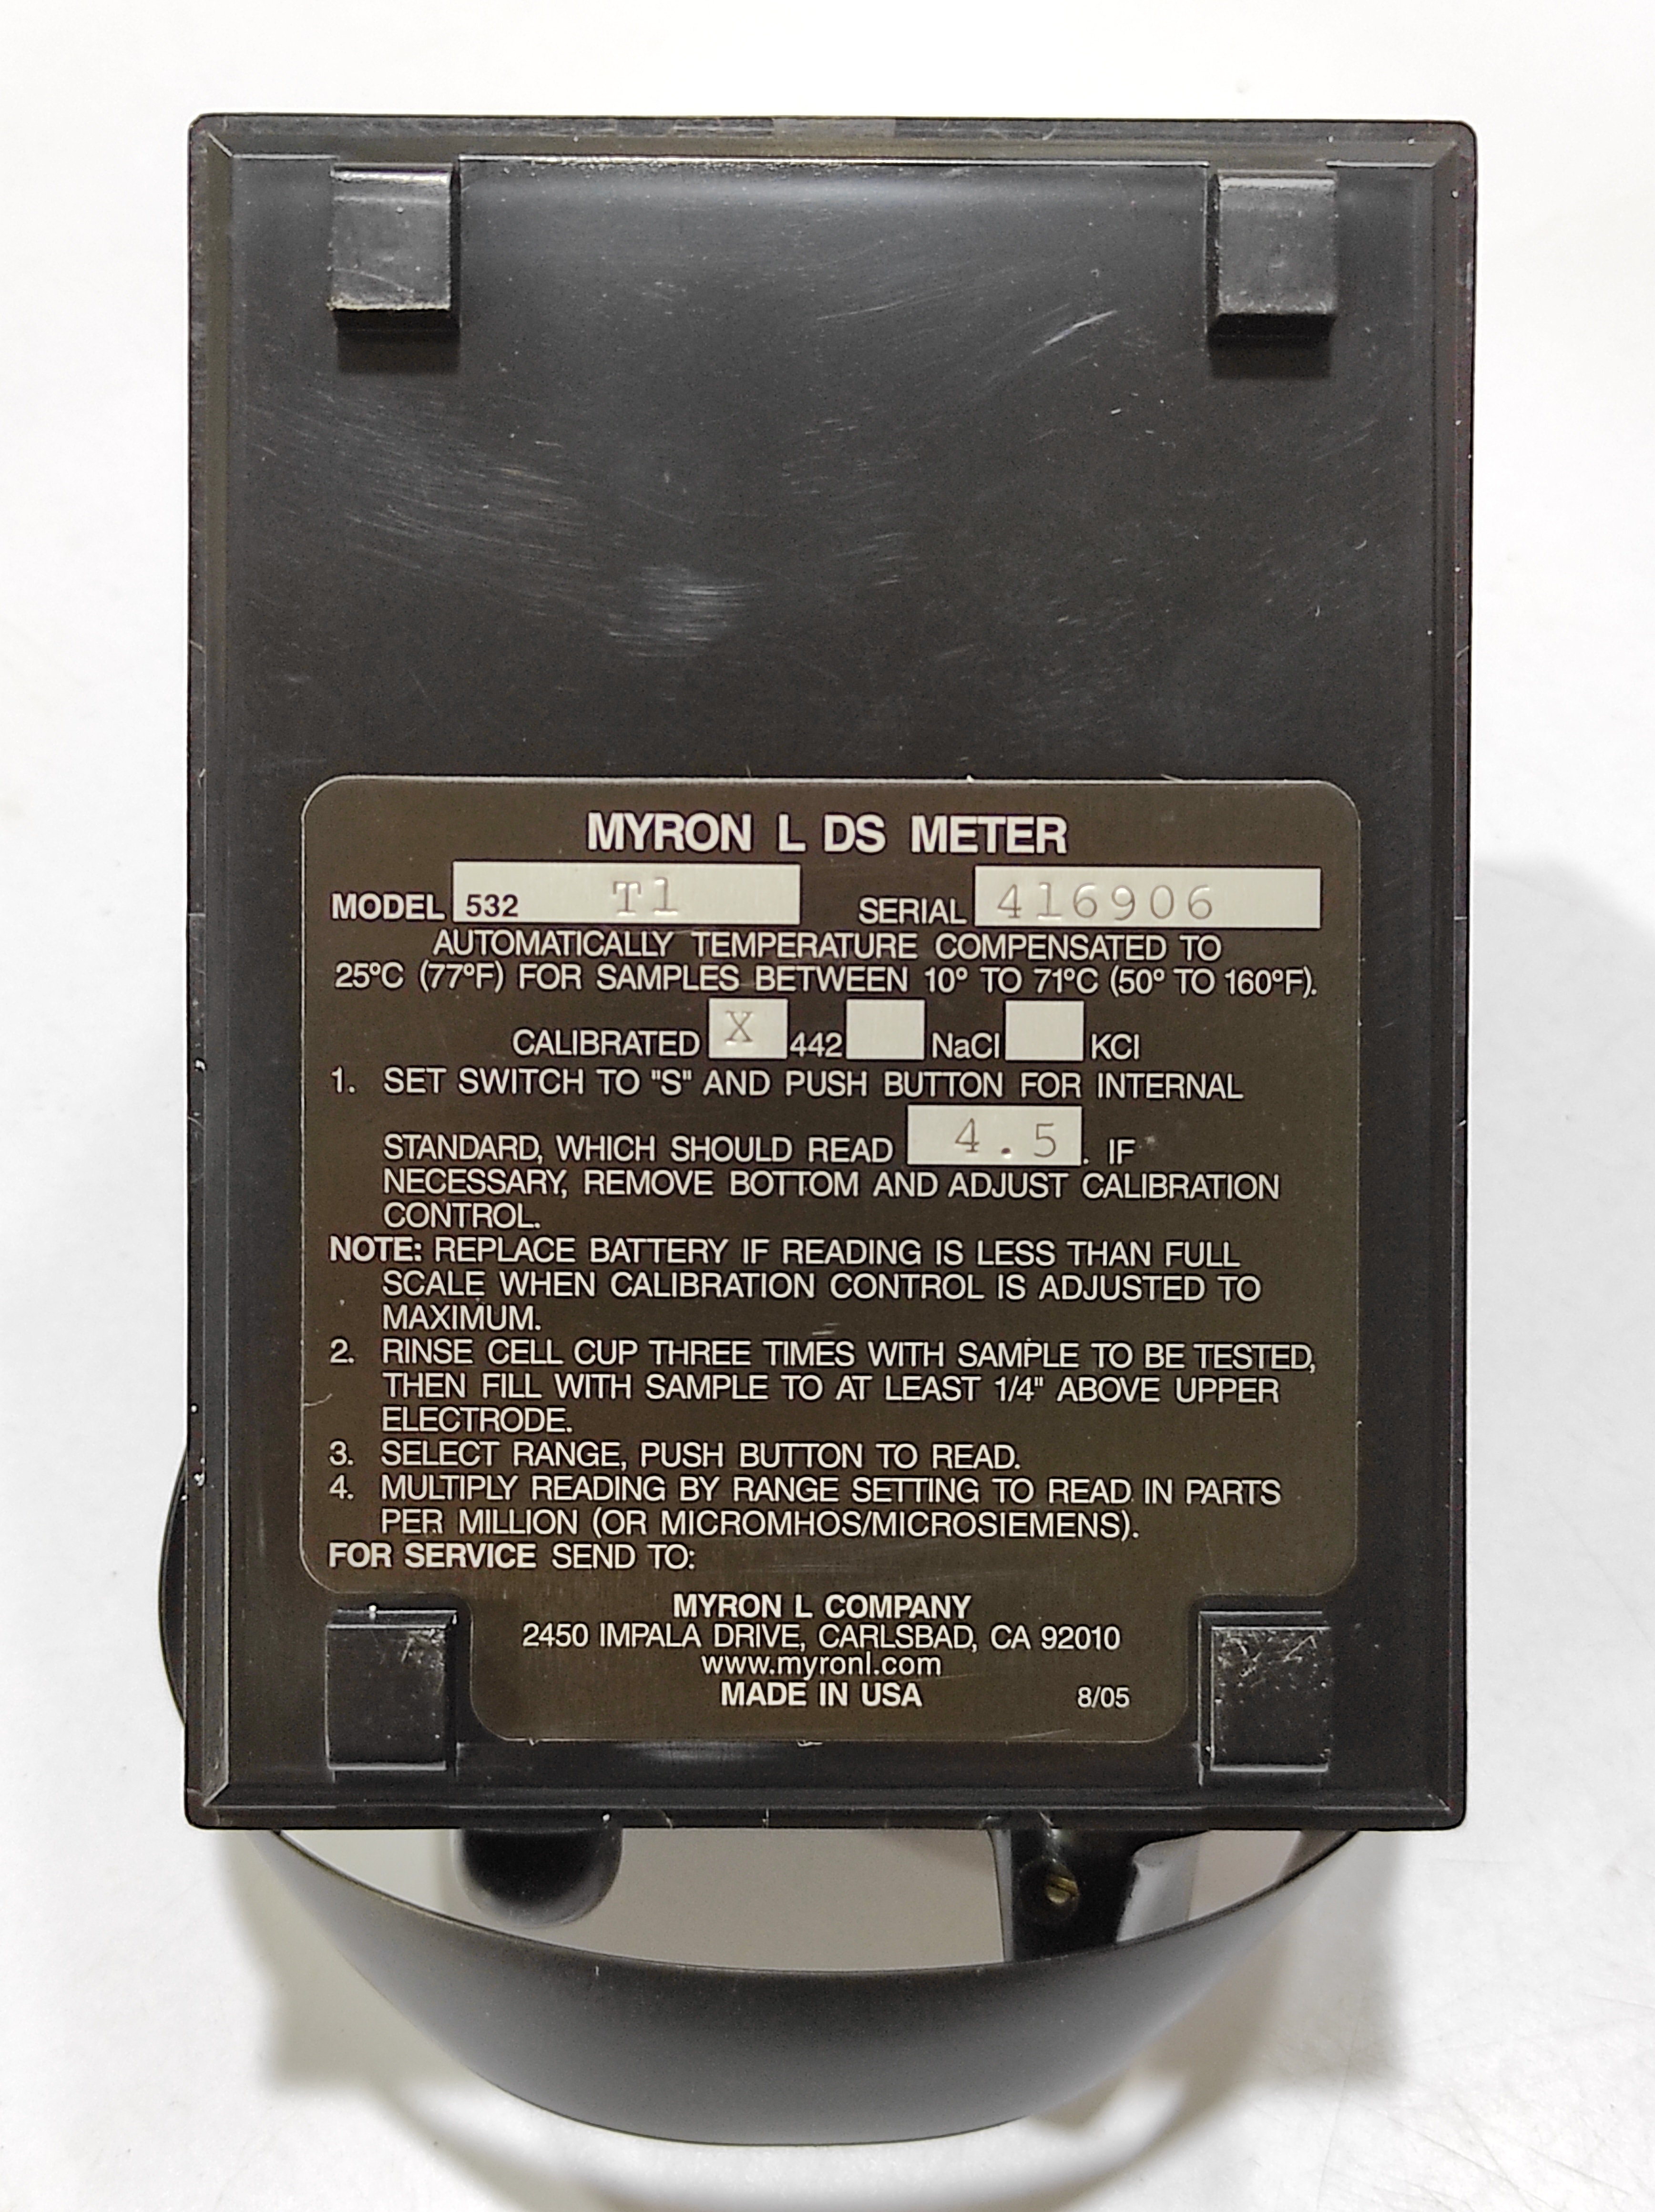 MYRON L DS METER
MODEL 532 T1 SERIAL 416906
AUTOMATICALLY TEMPERATURE COMPENSATED TO
25ºC (77ºF) FOR SAMPLES BETWEEN 10º TO 71ºC (50º TO 160ºF).
CALIBRATED X 442 NaCl KCl
1. SET SWITCH TO "S" AND PUSH BUTTON FOR INTERNAL
STANDARD, WHICH SHOULD READ 4.5. IF
NECESSARY, REMOVE BOTTOM AND ADJUST CALIBRATION
CONTROL.
NOTE: REPLACE BATTERY IF READING IS LESS THAN FULL
SCALE WHEN CALIBRATION CONTROL IS ADJUSTED TO
MAXIMUM.
2. RINSE CELL CUP THREE TIMES WITH SAMPLE TO BE TESTED,
THEN FILL WITH SAMPLE TO AT LEAST 1/4" ABOVE UPPER
ELECTRODE.
3. SELECT RANGE, PUSH BUTTON TO READ.
4. MULTIPLY READING BY RANGE SETTING TO READ IN PARTS
PER MILLION (OR MICROMHOS/MICROSIEMENS).
FOR SERVICE SEND TO:
MYRON L COMPANY
2450 IMPALA DRIVE, CARLSBAD, CA 92010
www.myronl.com
MADE IN USA 8/05